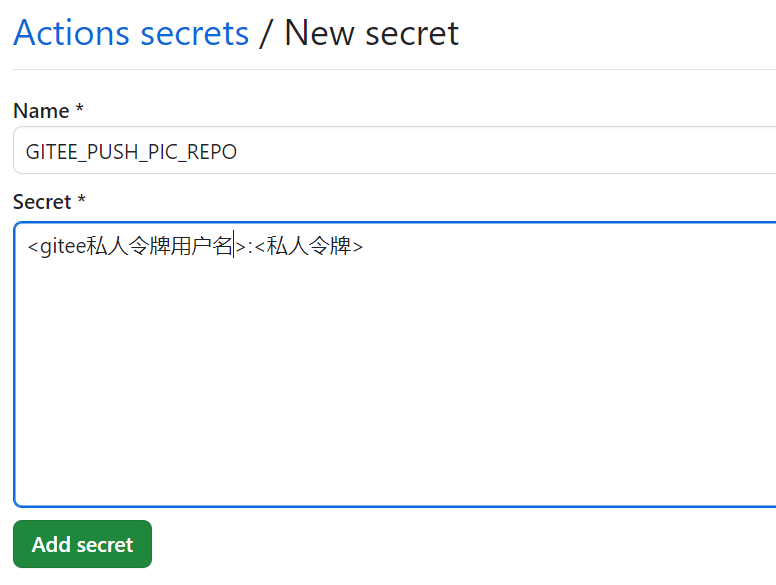 Actions secrets / New secret
Name *
GITEE_PUSH_PIC_REPO
Secret *
<gitee私人令牌用户名>:<私人令牌>
Add secret